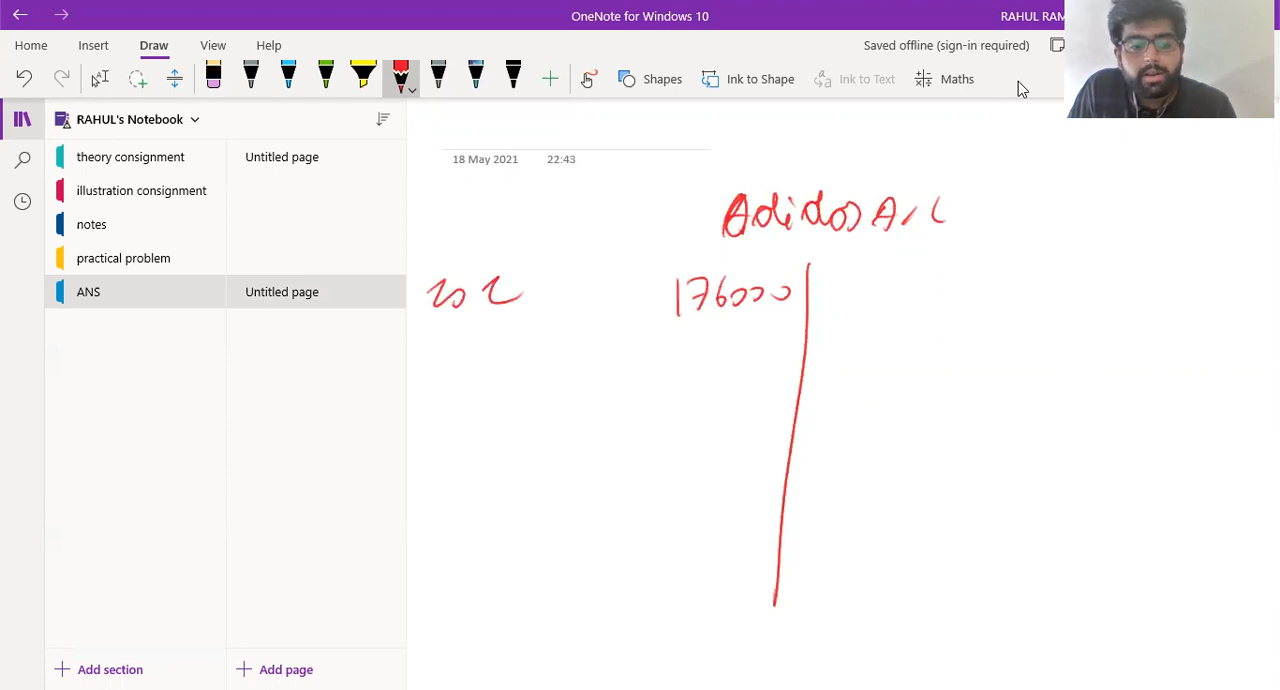 OneNote for Windows 10
RAHUL RAM
Home Insert Draw View Help
Saved offline (sign-in required)
Shapes Ink to Shape Ink to Text Maths
RAHUL's Notebook
theory consignment
illustration consignment
notes
practical problem
ANS
Untitled page
Untitled page
18 May 2021 22:43
Adidas A/C
176000
Add section
Add page